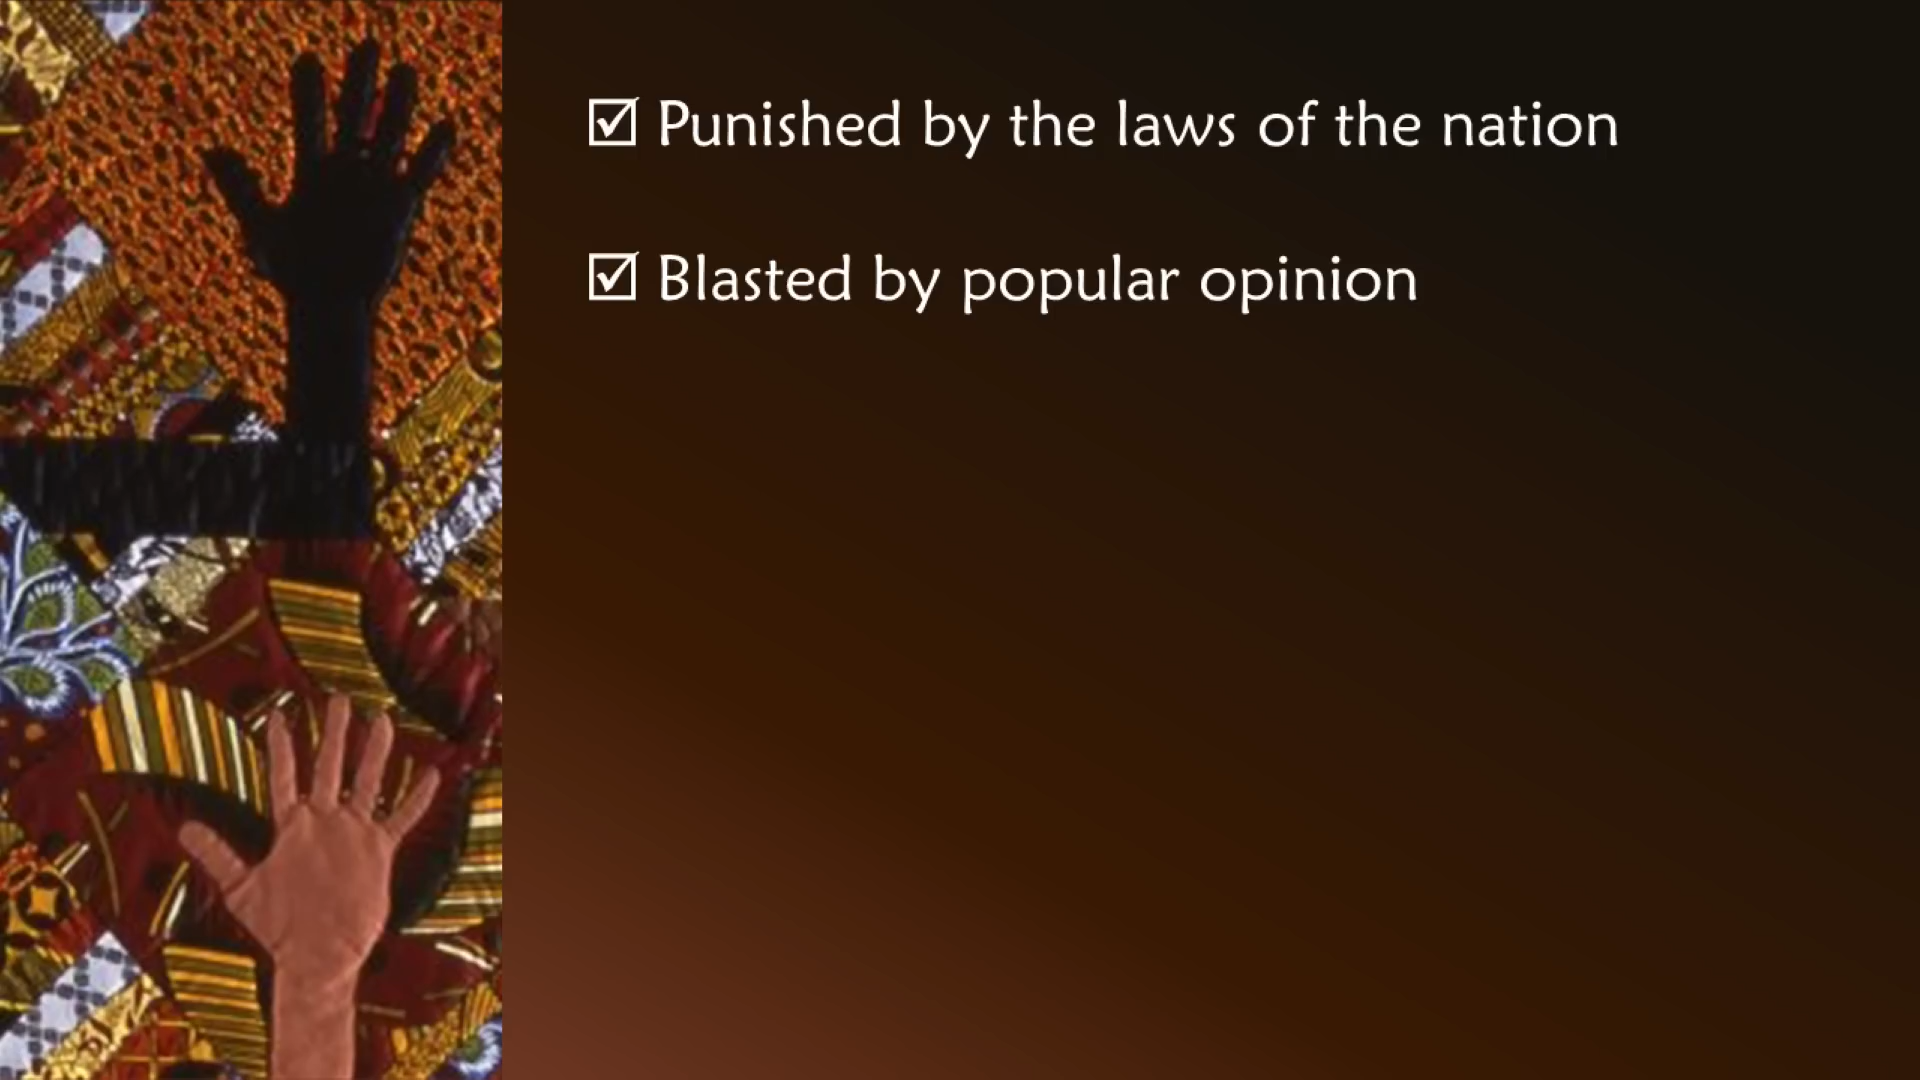 ☑ Punished by the laws of the nation
☑ Blasted by popular opinion